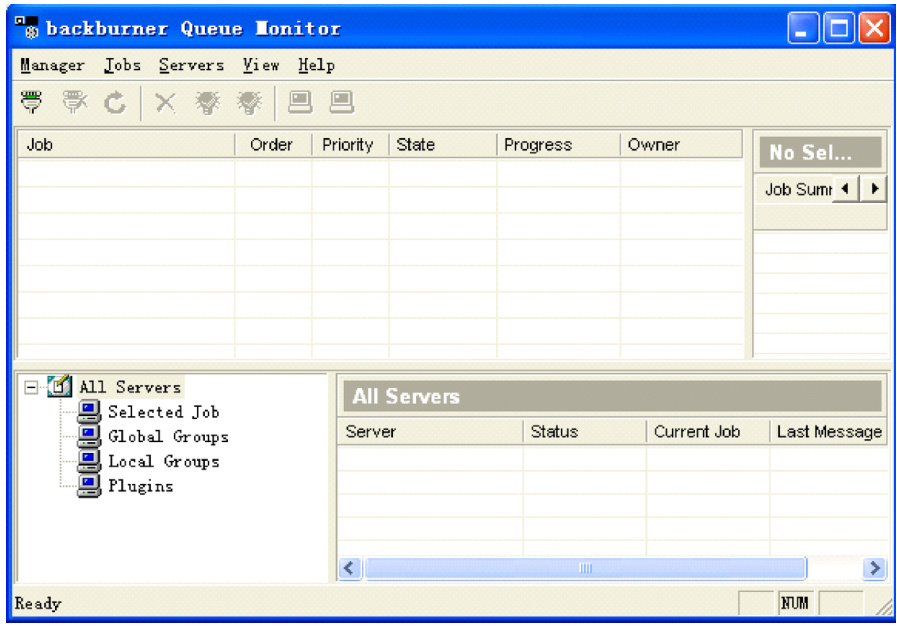 backburner Queue Monitor
Manager Jobs Servers View Help
Job Order Priority State Progress Owner
No Sel...
Job Sumr
All Servers
Selected Job
Global Groups
Local Groups
Plugins
All Servers
Server Status Current Job Last Message
Ready NUM